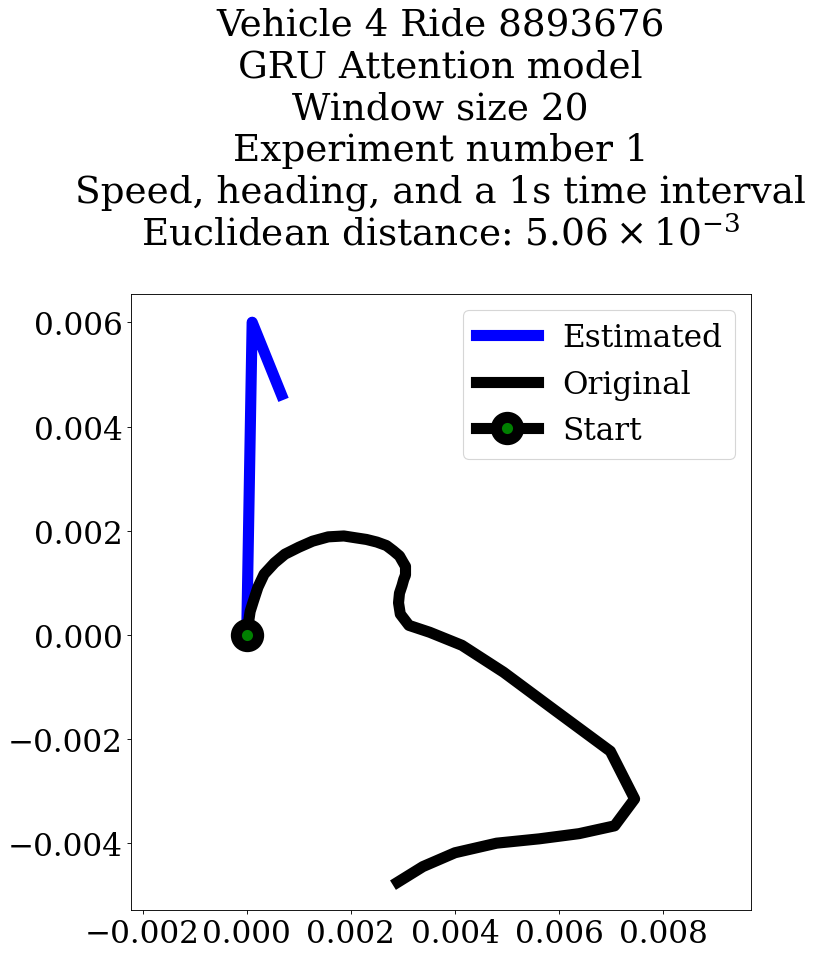 Vehicle 4 Ride 8893676
GRU Attention model
Window size 20
Experiment number 1
Speed, heading, and a 1s time interval
Euclidean distance: 5.06 × 10⁻³
Estimated
Original
Start
0.006
0.004
0.002
0.000
−0.002
−0.004
−0.002 0.000 0.002 0.004 0.006 0.008